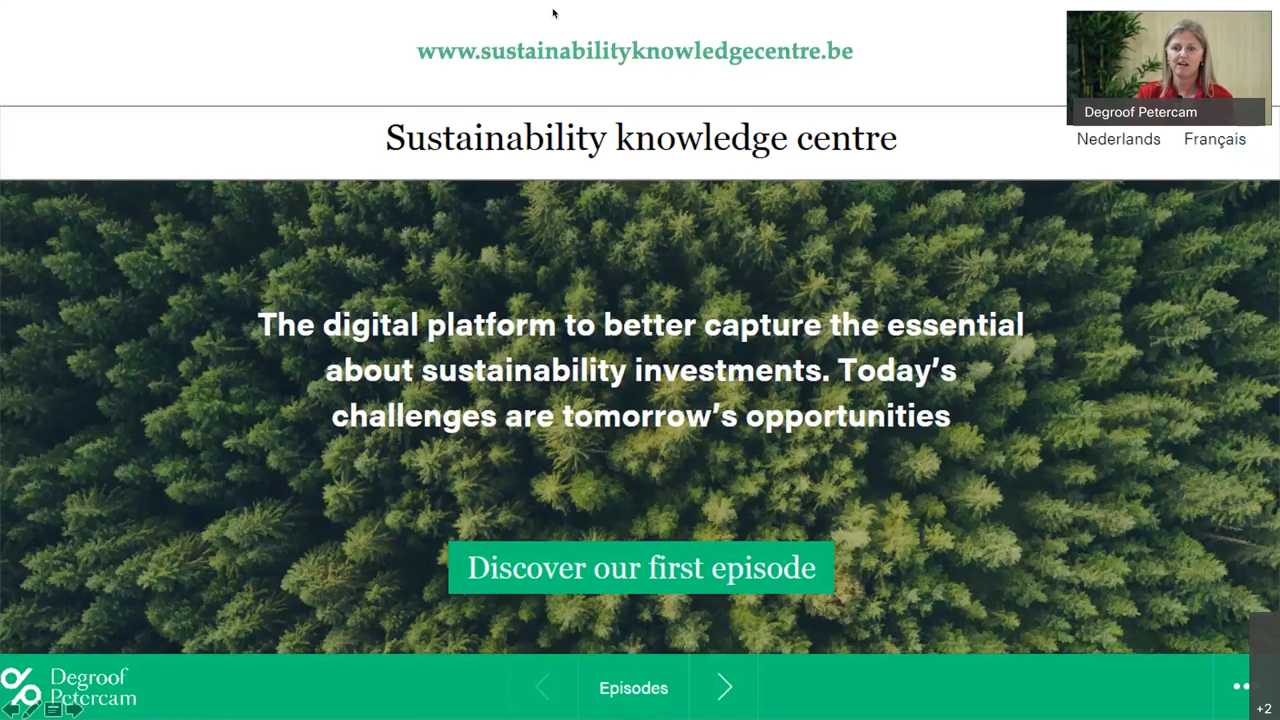 www.sustainabilityknowledgecentre.be
Degroof Petercam
Sustainability knowledge centre
Nederlands Français
The digital platform to better capture the essential
about sustainability investments. Today’s
challenges are tomorrow’s opportunities
Discover our first episode
Degroof
Petercam
Episodes
+2